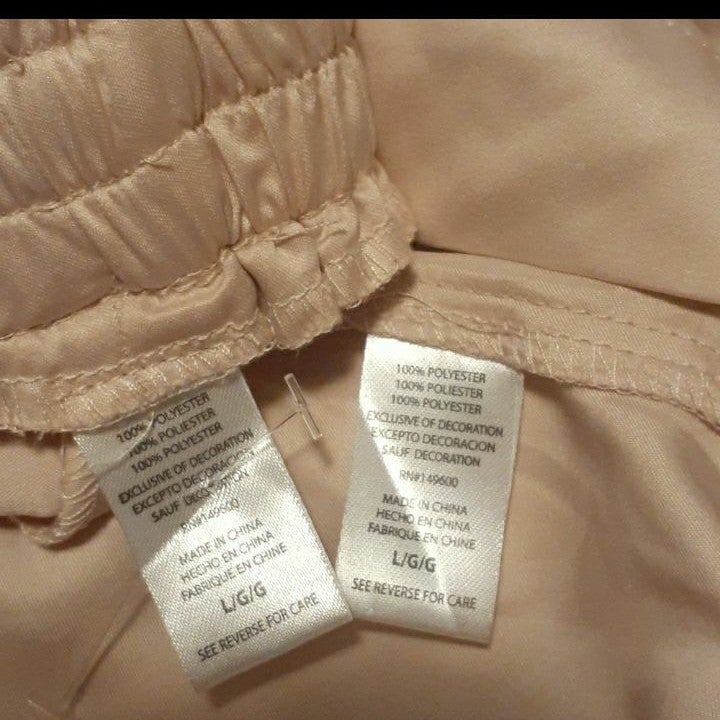 100% POLYESTER
100% POLIESTER
100% POLYESTER
EXCLUSIVE OF DECORATION
EXCEPTO DECORACION
SAUF DECORATION
RN#149600
MADE IN CHINA
HECHO EN CHINA
FABRIQUE EN CHINE
L/G/G
SEE REVERSE FOR CARE
100% POLYESTER
100% POLIESTER
100% POLYESTER
EXCLUSIVE OF DECORATION
EXCEPTO DECORACION
SAUF DECORATION
RN#149600
MADE IN CHINA
HECHO EN CHINA
FABRIQUE EN CHINE
L/G/G
SEE REVERSE FOR CARE